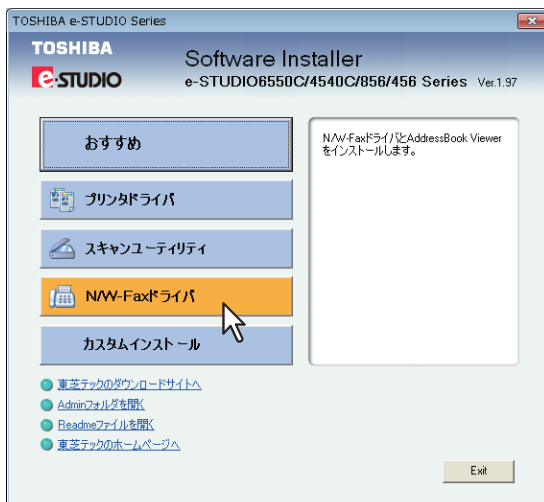 TOSHIBA e-STUDIO Series
TOSHIBA
e-STUDIO
Software Installer
e-STUDIO6550C/4540C/856/456 Series Ver.1.97
おすすめ
N/W-FaxドライバとAddressBook Viewer
をインストールします。
プリンタドライバ
スキャンユーティリティ
N/W-Faxドライバ
カスタムインストール
東芝テックのダウンロードサイトへ
Adminフォルダを開く
Readmeファイルを開く
東芝テックのホームページへ
Exit